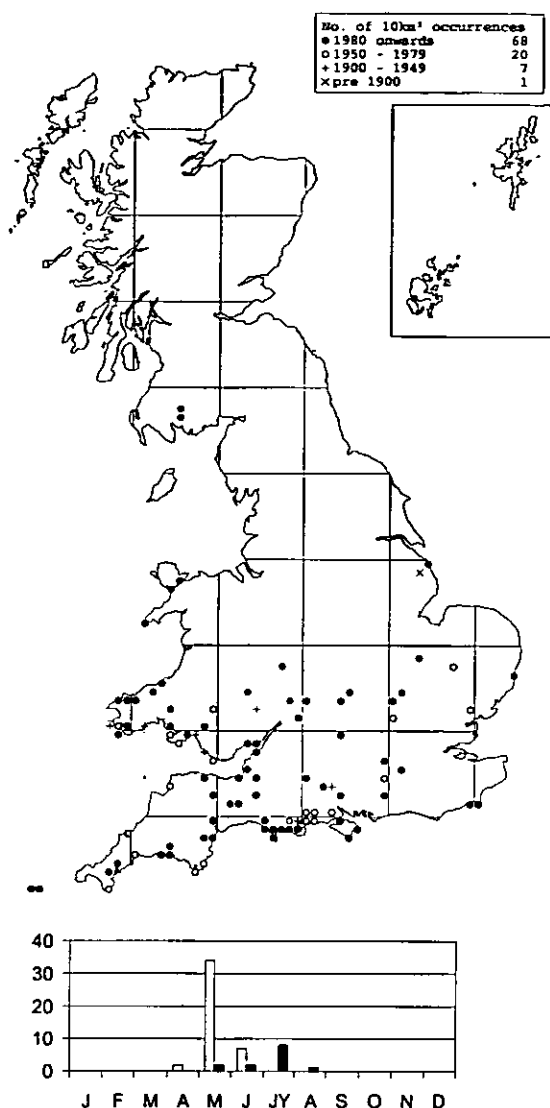 No. of 10km² occurrences
● 1980 onwards 68
○ 1950 - 1979 20
+ 1900 - 1949 7
× pre 1900 1
40
30
20
10
0
J F M A M J JY A S O N D